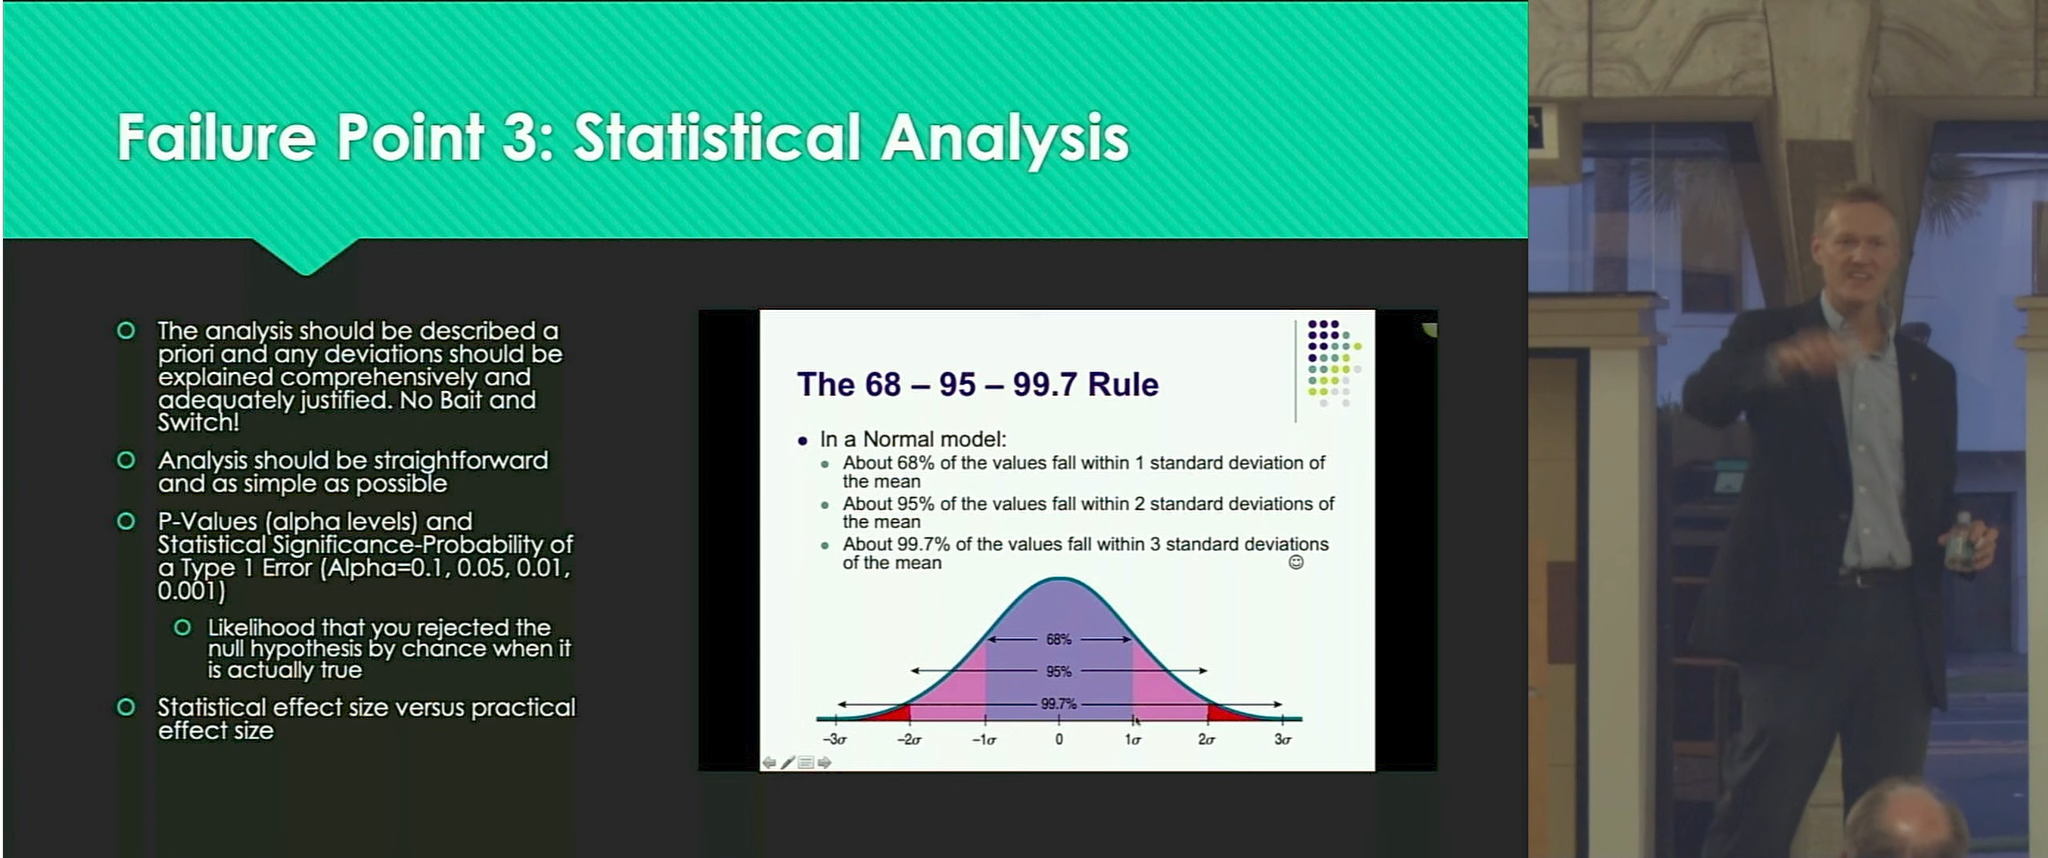 Failure Point 3: Statistical Analysis
The analysis should be described a
priori and any deviations should be
explained comprehensively and
adequately justified. No Bait and
Switch!
Analysis should be straightforward
and as simple as possible
P-Values (alpha levels) and
Statistical Significance-Probability of
a Type 1 Error (Alpha=0.1, 0.05, 0.01,
0.001)
Likelihood that you rejected the
null hypothesis by chance when it
is actually true
Statistical effect size versus practical
effect size
The 68 – 95 – 99.7 Rule
In a Normal model:
About 68% of the values fall within 1 standard deviation of
the mean
About 95% of the values fall within 2 standard deviations of
the mean
About 99.7% of the values fall within 3 standard deviations
of the mean
68%
95%
99.7%
−3σ −2σ −1σ 0 1σ 2σ 3σ